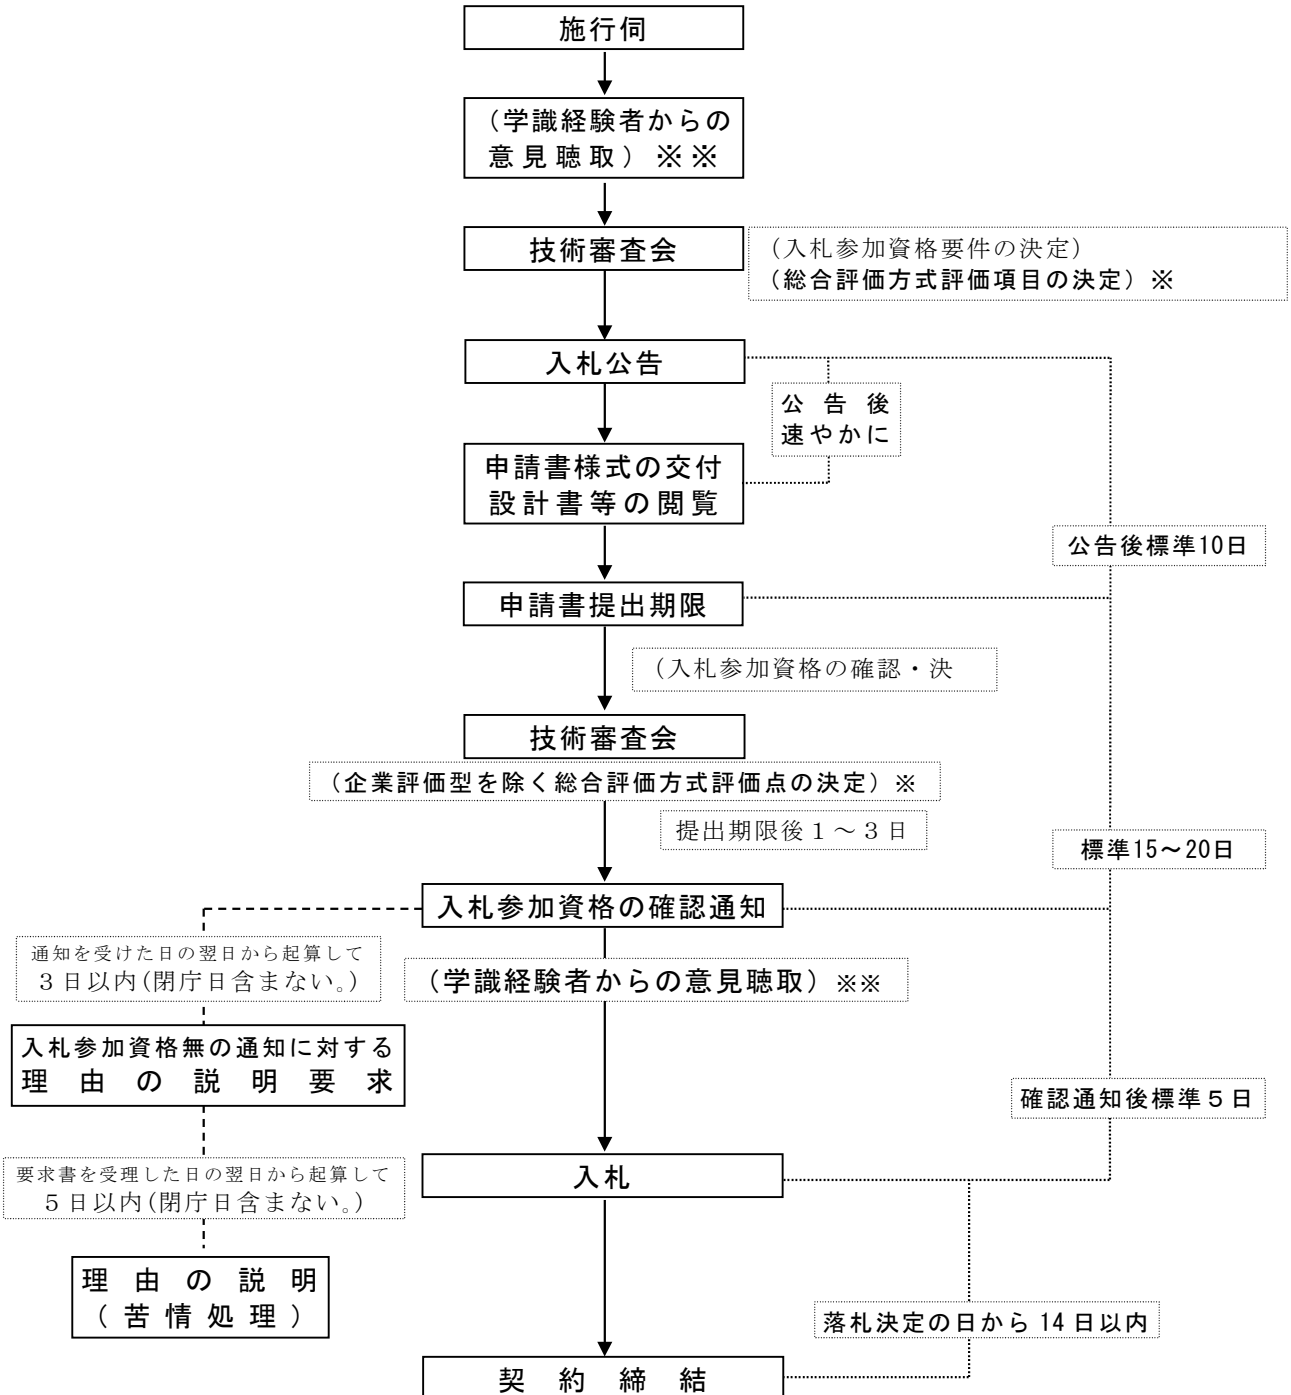 施行伺
（学識経験者からの
意見聴取）※※
技術審査会
（入札参加資格要件の決定）
（総合評価方式評価項目の決定）※
入札公告
公告後
速やかに
申請書様式の交付
設計書等の閲覧
公告後標準10日
申請書提出期限
（入札参加資格の確認・決
技術審査会
（企業評価型を除く総合評価方式評価点の決定）※
提出期限後１～３日
標準15～20日
入札参加資格の確認通知
通知を受けた日の翌日から起算して
３日以内(閉庁日含まない。)
（学識経験者からの意見聴取）※※
入札参加資格無の通知に対する
理由の説明要求
確認通知後標準５日
要求書を受理した日の翌日から起算して
５日以内(閉庁日含まない。)
入札
理由の説明
（苦情処理）
落札決定の日から14日以内
契約締結